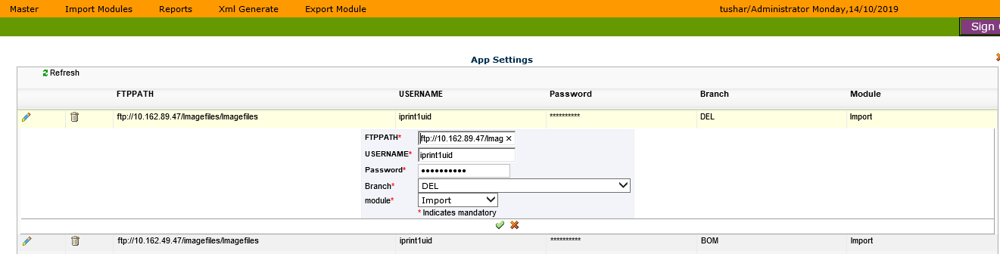 Master Import Modules Reports Xml Generate Export Module tushar/Administrator Monday,14/10/2019
Sign
App Settings
Refresh
FTPPATH USERNAME Password Branch Module
ftp://10.162.89.47/Imagefiles/Imagefiles iprint1uid ********** DEL Import
FTPPATH* ftp://10.162.89.47/Imag ×
USERNAME* iprint1uid
Password* ••••••••••
Branch* DEL
module* Import
* Indicates mandatory
ftp://10.162.49.47/imagefiles/Imagefiles iprint1uid ********** BOM Import